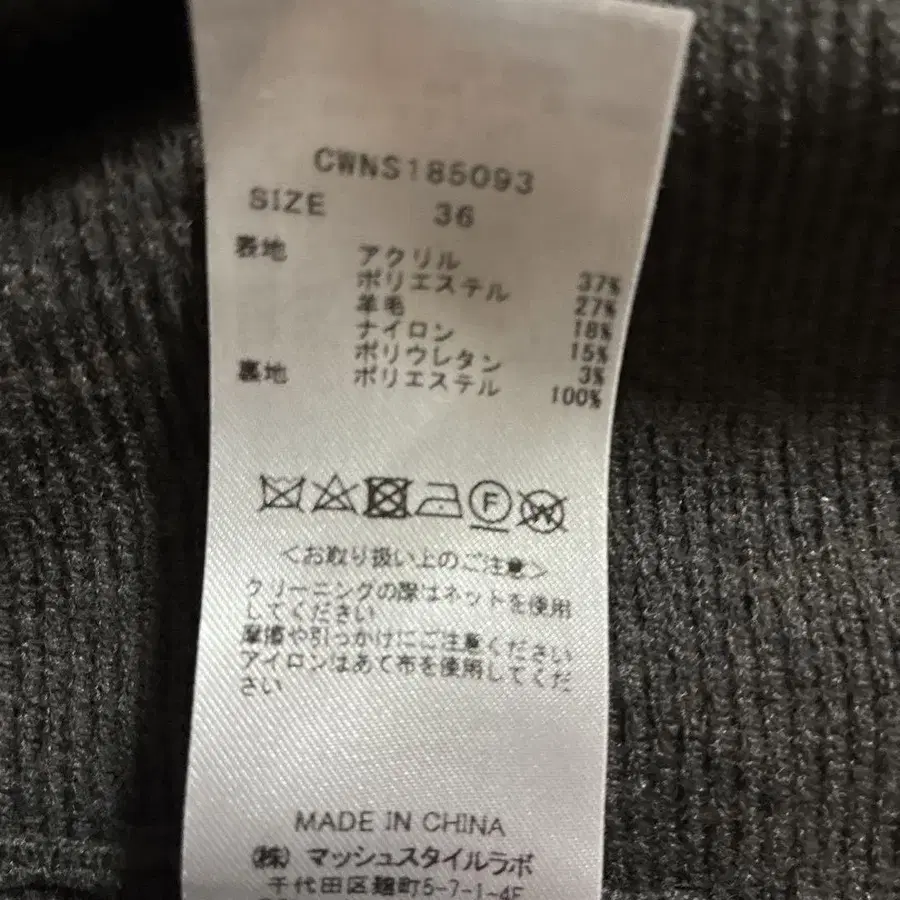 CWNS185093
SIZE 36
表地 アクリル 37%
ポリエステル 27%
羊毛 18%
ナイロン 15%
ポリウレタン 3%
裏地 ポリエステル 100%
F W
<お取り扱い上のご注意>
クリーニングの際はネットを使用
してください
摩擦や引っかけにご注意ください
アイロンはあて布を使用してくだ
さい
MADE IN CHINA
(株) マッシュスタイルラボ
千代田区麹町5-7-1-4F